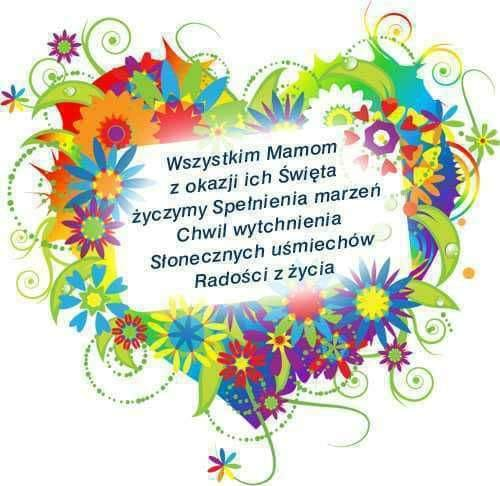 Wszystkim Mamom
z okazji ich Święta
życzymy Spełnienia marzeń
Chwil wytchnienia
Słonecznych uśmiechów
Radości z życia